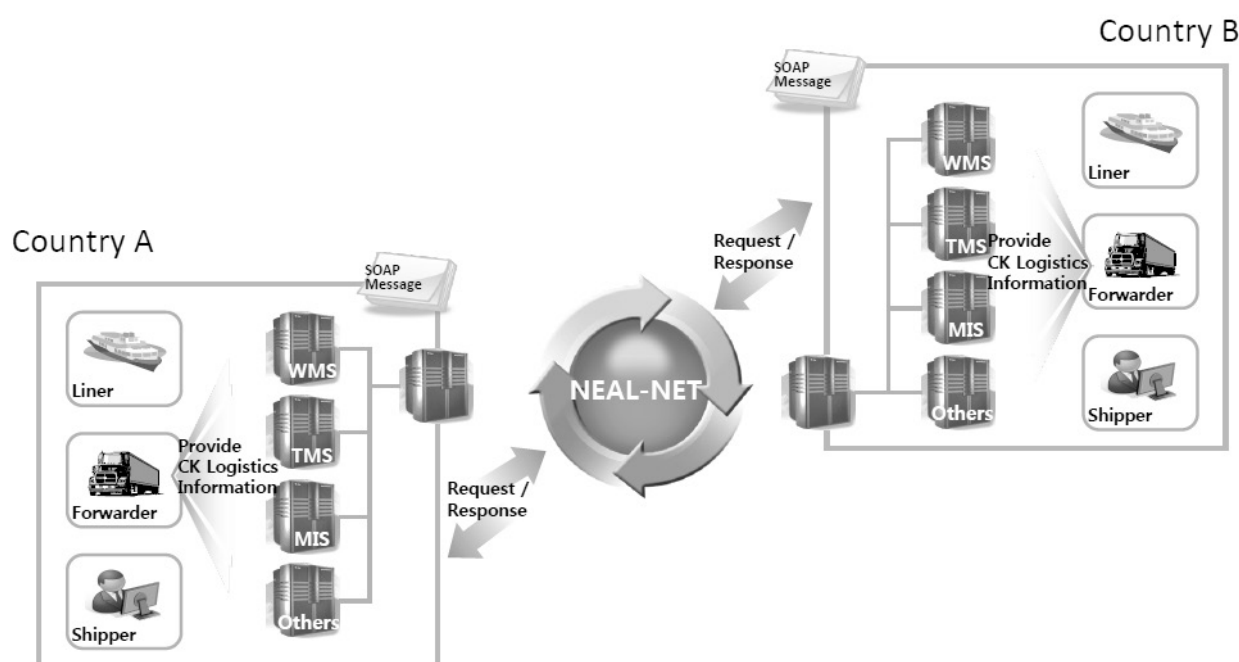 Country B
SOAP
Message
WMS
Liner
TMS
Provide
CK Logistics
Information
Forwarder
MIS
Others
Shipper
Request /
Response
Country A
SOAP
Message
Liner
WMS
Provide
CK Logistics
Information
TMS
Forwarder
MIS
Shipper
Others
NEAL-NET
Request /
Response